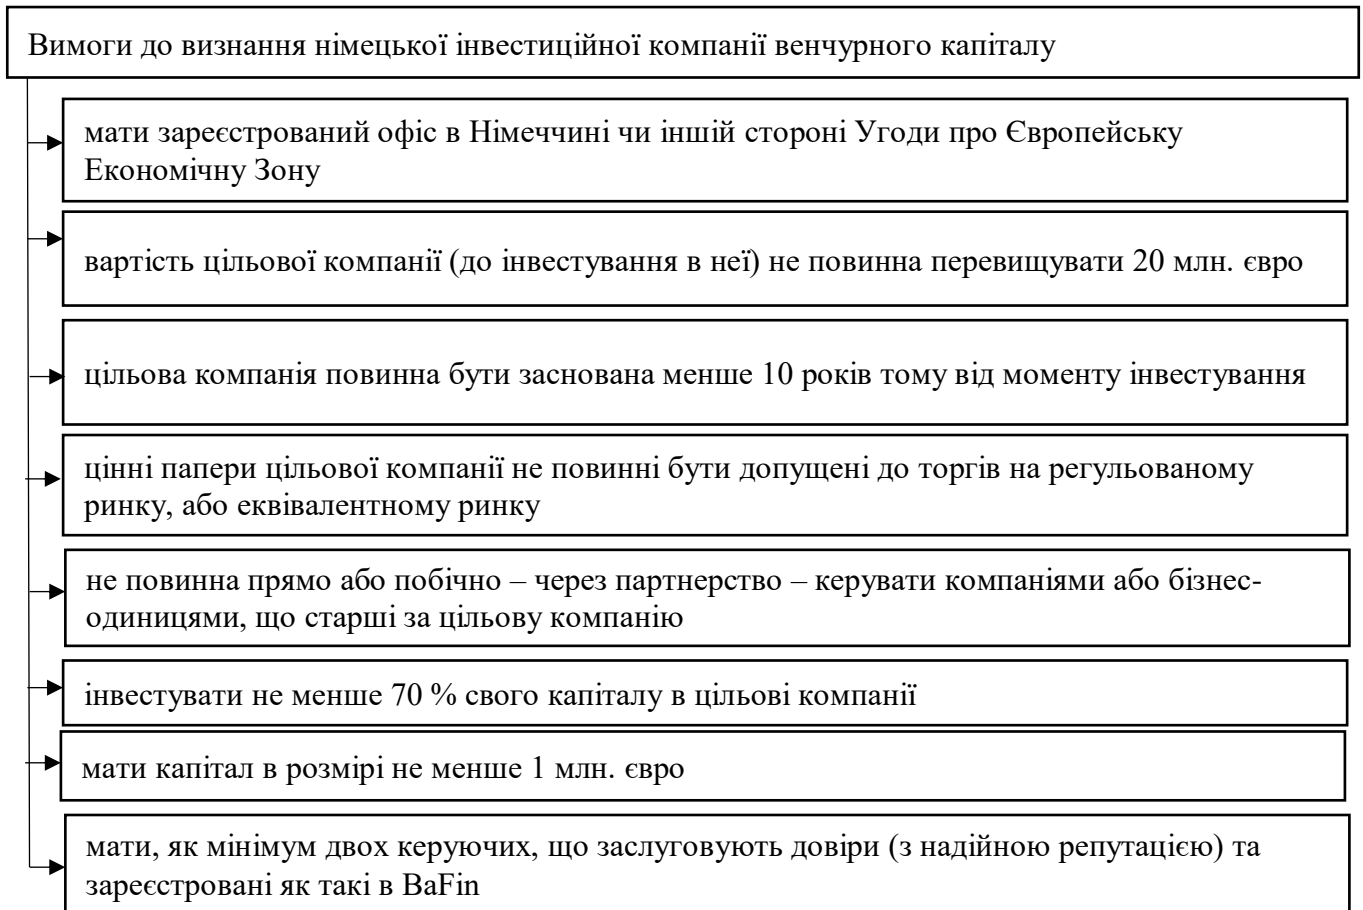 Вимоги до визнання німецької інвестиційної компанії венчурного капіталу
мати зареєстрований офіс в Німеччині чи іншій стороні Угоди про Європейську
Економічну Зону
вартість цільової компанії (до інвестування в неї) не повинна перевищувати 20 млн. євро
цільова компанія повинна бути заснована менше 10 років тому від моменту інвестування
цінні папери цільової компанії не повинні бути допущені до торгів на регульованому
ринку, або еквівалентному ринку
не повинна прямо або побічно – через партнерство – керувати компаніями або бізнес-
одиницями, що старші за цільову компанію
інвестувати не менше 70 % свого капіталу в цільові компанії
мати капітал в розмірі не менше 1 млн. євро
мати, як мінімум двох керуючих, що заслуговують довіри (з надійною репутацією) та
зареєстровані як такі в BaFin